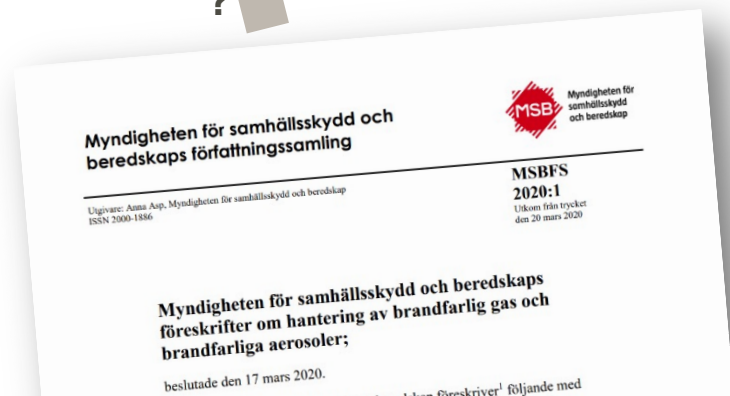 ?
Myndigheten för samhällsskydd och
beredskaps författningssamling
MSB
Myndigheten för
samhällsskydd
och beredskap
Utgivare: Anna Asp, Myndigheten för samhällsskydd och beredskap
ISSN 2000-1886
MSBFS
2020:1
Utkom från trycket
den 20 mars 2020
Myndigheten för samhällsskydd och beredskaps
föreskrifter om hantering av brandfarlig gas och
brandfarliga aerosoler;
beslutade den 17 mars 2020.
föreskriver¹ följande med